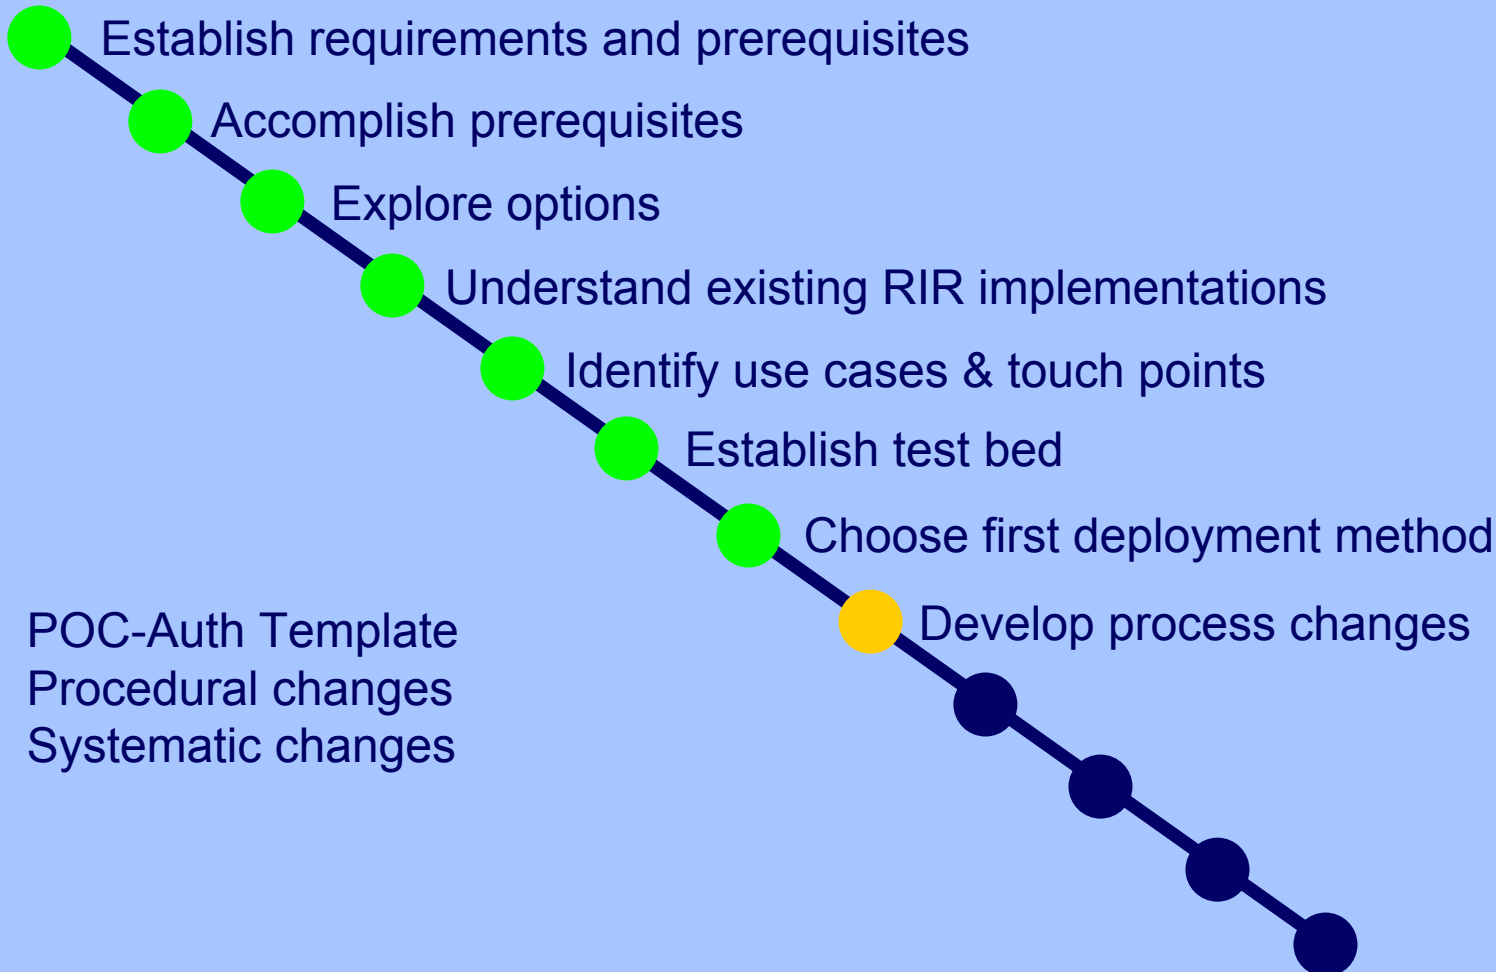 Establish requirements and prerequisites
Accomplish prerequisites
Explore options
Understand existing RIR implementations
Identify use cases & touch points
Establish test bed
Choose first deployment method
Develop process changes
POC-Auth Template
Procedural changes
Systematic changes